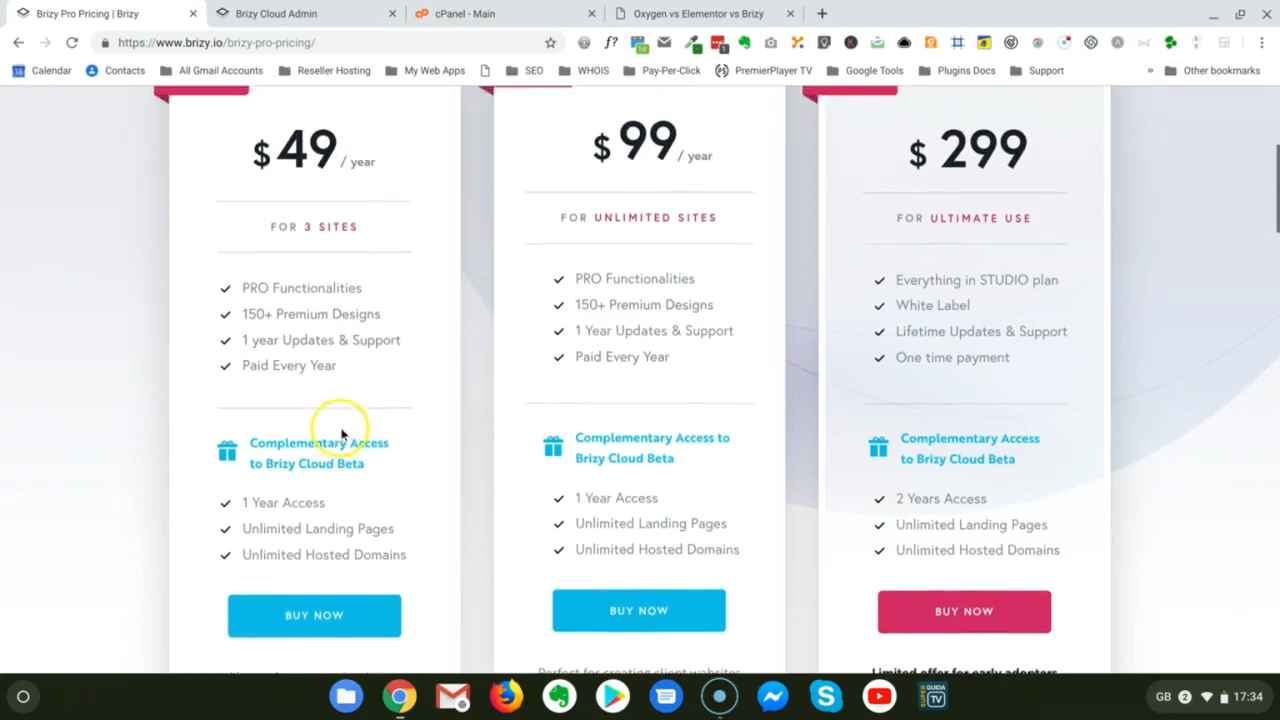 Brizy Pro Pricing | Brizy
Brizy Cloud Admin
cPanel - Main
Oxygen vs Elementor vs Brizy
https://www.brizy.io/brizy-pro-pricing/
Calendar
Contacts
All Gmail Accounts
Reseller Hosting
My Web Apps
SEO
WHOIS
Pay-Per-Click
PremierPlayer TV
Google Tools
Plugins Docs
Support
»
Other bookmarks
$ 49 / year
FOR 3 SITES
PRO Functionalities
150+ Premium Designs
1 year Updates & Support
Paid Every Year
Complementary Access
to Brizy Cloud Beta
1 Year Access
Unlimited Landing Pages
Unlimited Hosted Domains
BUY NOW
$ 99 / year
FOR UNLIMITED SITES
PRO Functionalities
150+ Premium Designs
1 Year Updates & Support
Paid Every Year
Complementary Access to
Brizy Cloud Beta
1 Year Access
Unlimited Landing Pages
Unlimited Hosted Domains
BUY NOW
Perfect for creating client websites
$ 299
FOR ULTIMATE USE
Everything in STUDIO plan
White Label
Lifetime Updates & Support
One time payment
Complementary Access
to Brizy Cloud Beta
2 Years Access
Unlimited Landing Pages
Unlimited Hosted Domains
BUY NOW
Limited offer for early adopters
GB 2 17:34